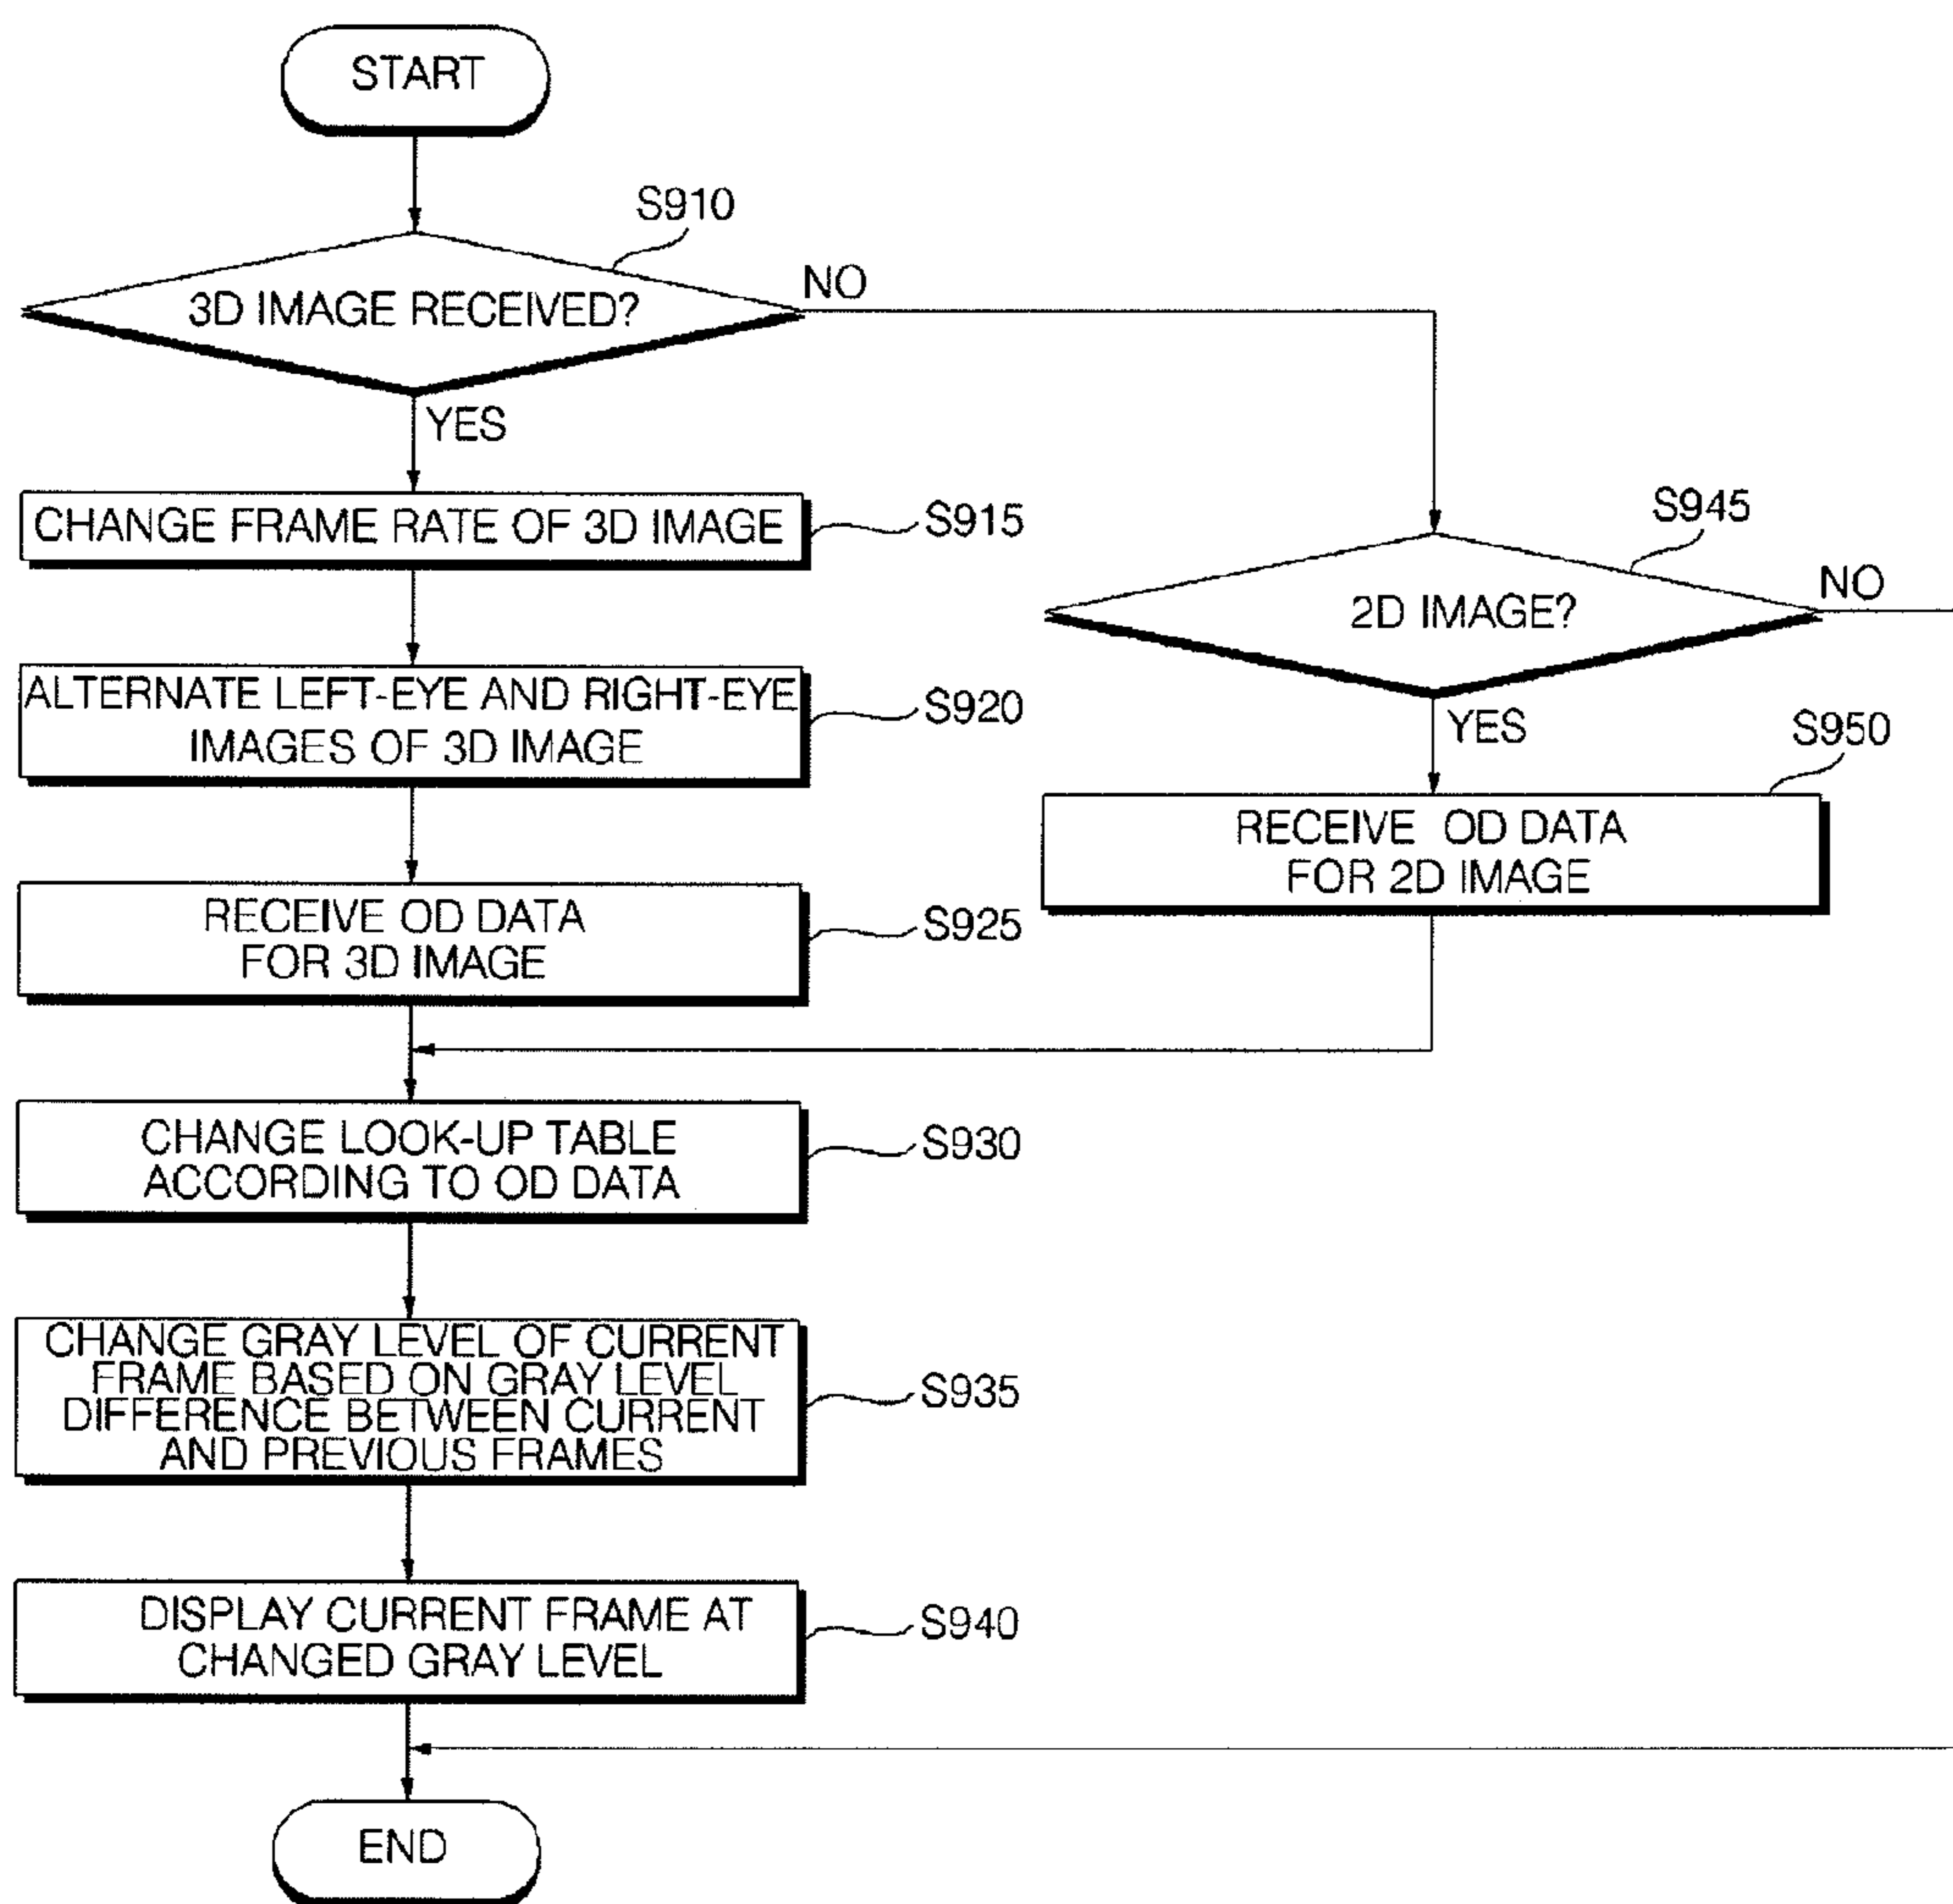 START
S910
3D IMAGE RECEIVED?
NO
YES
CHANGE FRAME RATE OF 3D IMAGE
S915
S945
2D IMAGE?
NO
YES
ALTERNATE LEFT-EYE AND RIGHT-EYE
IMAGES OF 3D IMAGE
S920
S950
RECEIVE OD DATA
FOR 2D IMAGE
RECEIVE OD DATA
FOR 3D IMAGE
S925
CHANGE LOOK-UP TABLE
ACCORDING TO OD DATA
S930
CHANGE GRAY LEVEL OF CURRENT
FRAME BASED ON GRAY LEVEL
DIFFERENCE BETWEEN CURRENT
AND PREVIOUS FRAMES
S935
DISPLAY CURRENT FRAME AT
CHANGED GRAY LEVEL
S940
END